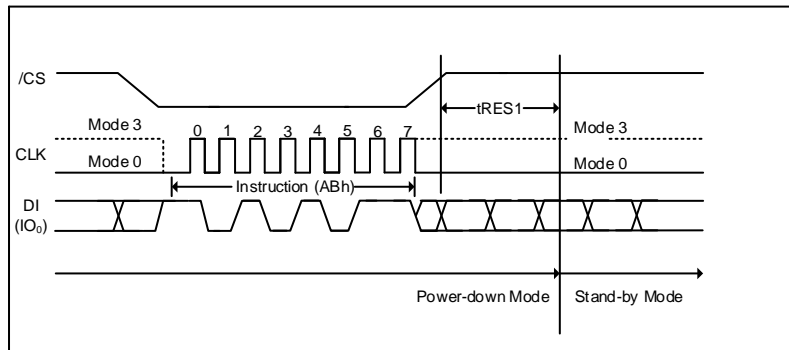 /CS
tRES1
Mode 3
0 1 2 3 4 5 6 7
Mode 3
CLK
Mode 0
Mode 0
Instruction (ABh)
DI
(IO₀)
Power-down Mode
Stand-by Mode